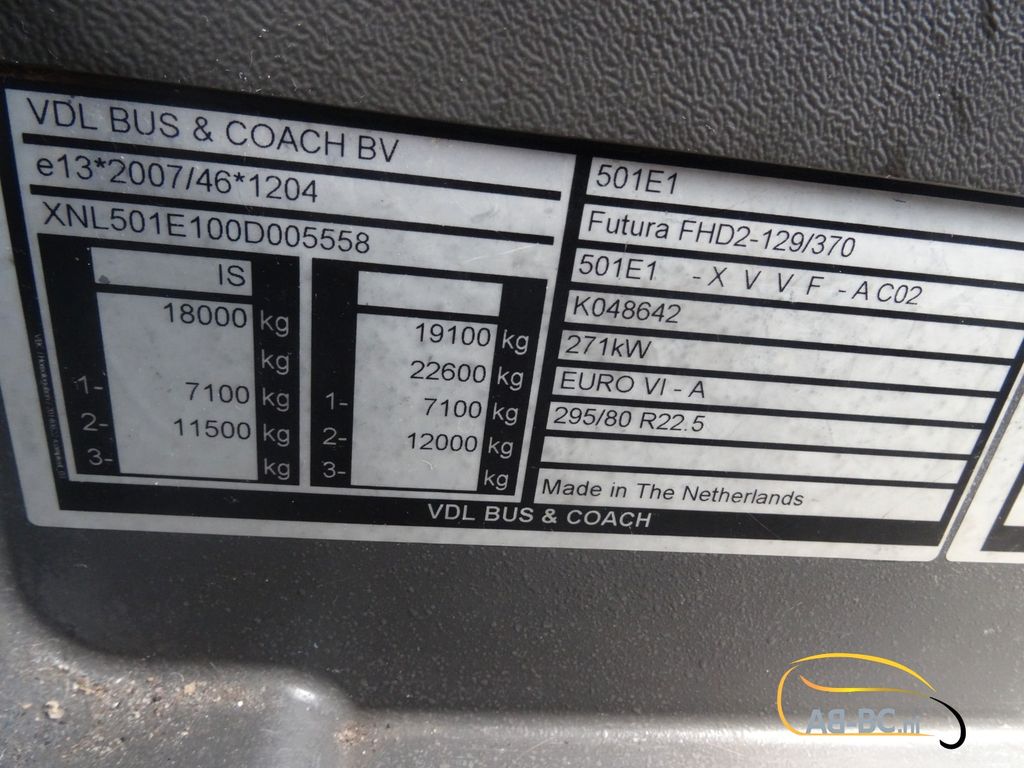 VDL BUS & COACH BV
e13*2007/46*1204
XNL501E100D005558
IS
18000 kg
kg
1- 7100 kg
2- 11500 kg
3- kg
19100 kg
22600 kg
1- 7100 kg
2- 12000 kg
3- kg
501E1
Futura FHD2-129/370
501E1 -X V V F -A C02
K048642
271kW
EURO VI - A
295/80 R22.5
Made in The Netherlands
VDL BUS & COACH
AB-BC.nl